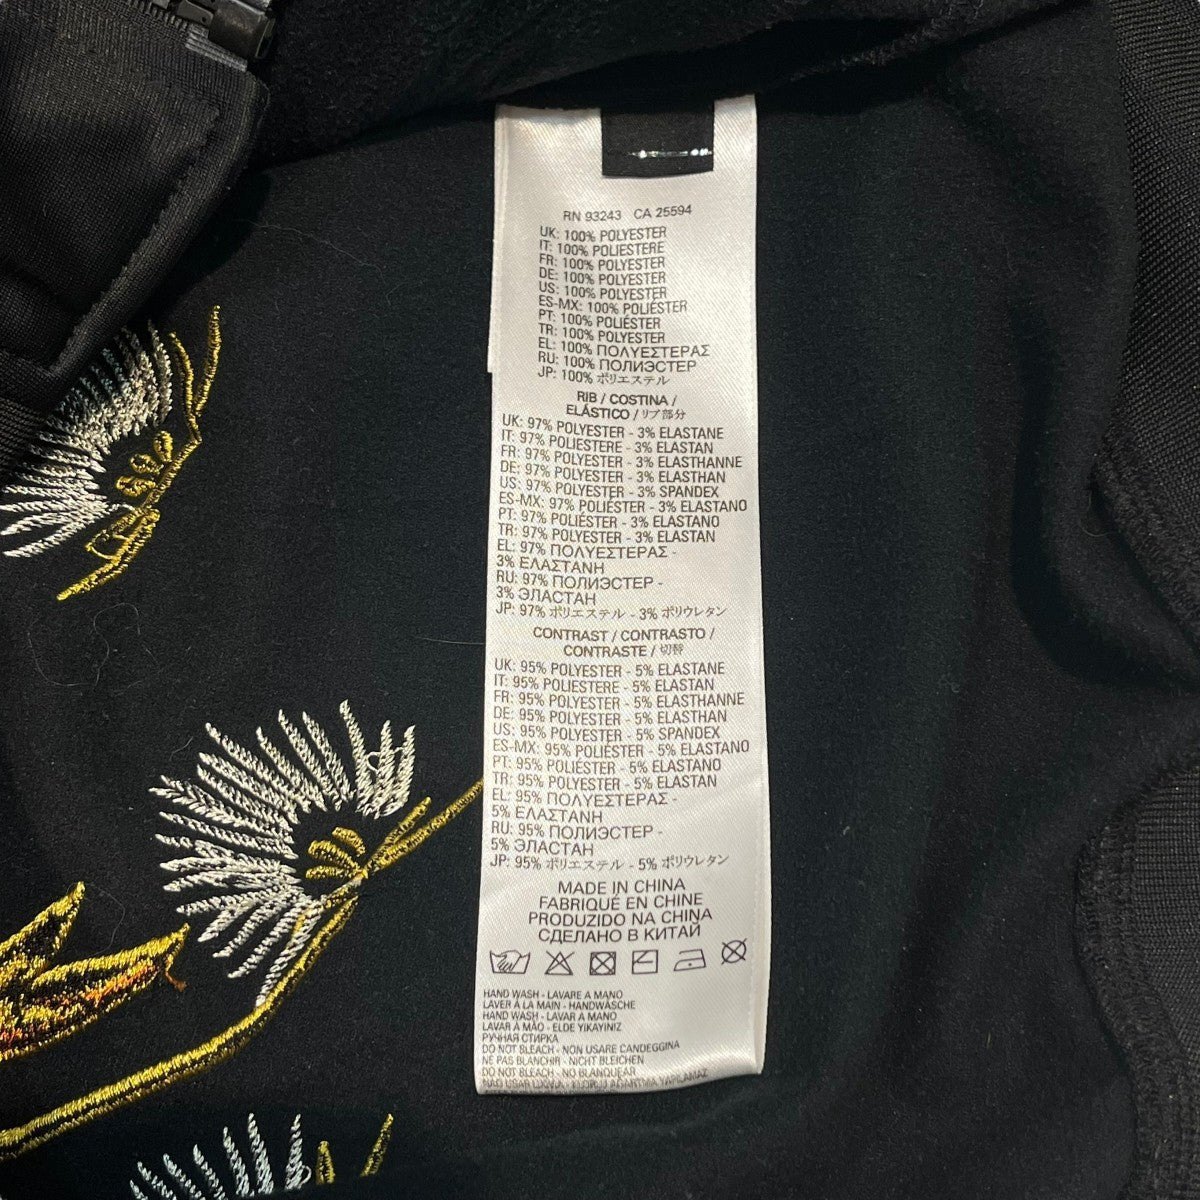 RN 93243 CA 25594
UK: 100% POLYESTER
IT: 100% POLIESTERE
FR: 100% POLYESTER
DE: 100% POLYESTER
US: 100% POLYESTER
ES-MX: 100% POLIÉSTER
PT: 100% POLIÉSTER
TR: 100% POLYESTER
EL: 100% ΠΟΛΥΕΣΤΕΡΑΣ
RU: 100% ПОЛИЭСТЕР
JP: 100% ポリエステル
RIB / COSTINA /
ELÁSTICO / リブ部分
UK: 97% POLYESTER - 3% ELASTANE
IT: 97% POLIESTERE - 3% ELASTAN
FR: 97% POLYESTER - 3% ELASTHANNE
DE: 97% POLYESTER - 3% ELASTHAN
US: 97% POLYESTER - 3% SPANDEX
ES-MX: 97% POLIÉSTER - 3% ELASTANO
PT: 97% POLIÉSTER - 3% ELASTANO
TR: 97% POLYESTER - 3% ELASTAN
EL: 97% ΠΟΛΥΕΣΤΕΡΑΣ -
3% ΕΛΑΣΤΑΝΗ
RU: 97% ПОЛИЭСТЕР -
3% ЭЛАСТАН
JP: 97% ポリエステル - 3% ポリウレタン
CONTRAST / CONTRASTO /
CONTRASTE / 切替
UK: 95% POLYESTER - 5% ELASTANE
IT: 95% POLIESTERE - 5% ELASTAN
FR: 95% POLYESTER - 5% ELASTHANNE
DE: 95% POLYESTER - 5% ELASTHAN
US: 95% POLYESTER - 5% SPANDEX
ES-MX: 95% POLIÉSTER - 5% ELASTANO
PT: 95% POLIÉSTER - 5% ELASTANO
TR: 95% POLYESTER - 5% ELASTAN
EL: 95% ΠΟΛΥΕΣΤΕΡΑΣ -
5% ΕΛΑΣΤΑΝΗ
RU: 95% ПОЛИЭСТЕР -
5% ЭЛАСТАН
JP: 95% ポリエステル - 5% ポリウレタン
MADE IN CHINA
FABRIQUÉ EN CHINE
PRODUZIDO NA CHINA
СДЕЛАНО В КИТАЙ
HAND WASH - LAVARE A MANO
LAVER À LA MAIN - HANDWÄSCHE
HAND WASH - LAVAR A MANO
LAVAR À MÃO - ELDE YIKAYINIZ
РУЧНАЯ СТИРКА
DO NOT BLEACH - NON USARE CANDEGGINA
NE PAS BLANCHIR - NICHT BLEICHEN
DO NOT BLEACH - NO BLANQUEAR
NÃO USAR